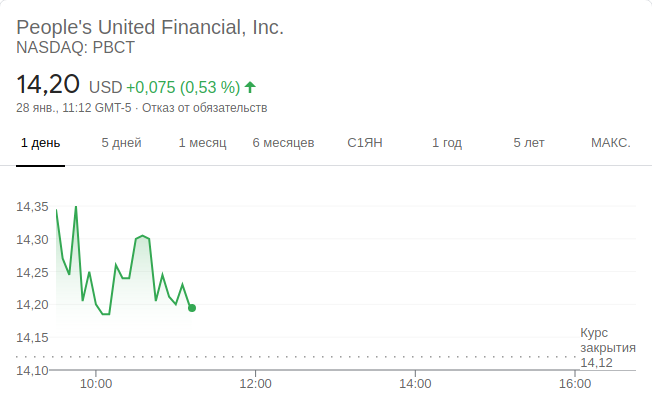 People's United Financial, Inc.
NASDAQ: PBCT
14,20 USD +0,075 (0,53 %)
28 янв., 11:12 GMT-5 · Отказ от обязательств
1 день 5 дней 1 месяц 6 месяцев С1ЯН 1 год 5 лет МАКС.
14,35
14,30
14,25
14,20
14,15
14,10
Курс
закрытия
14,12
10:00 12:00 14:00 16:00